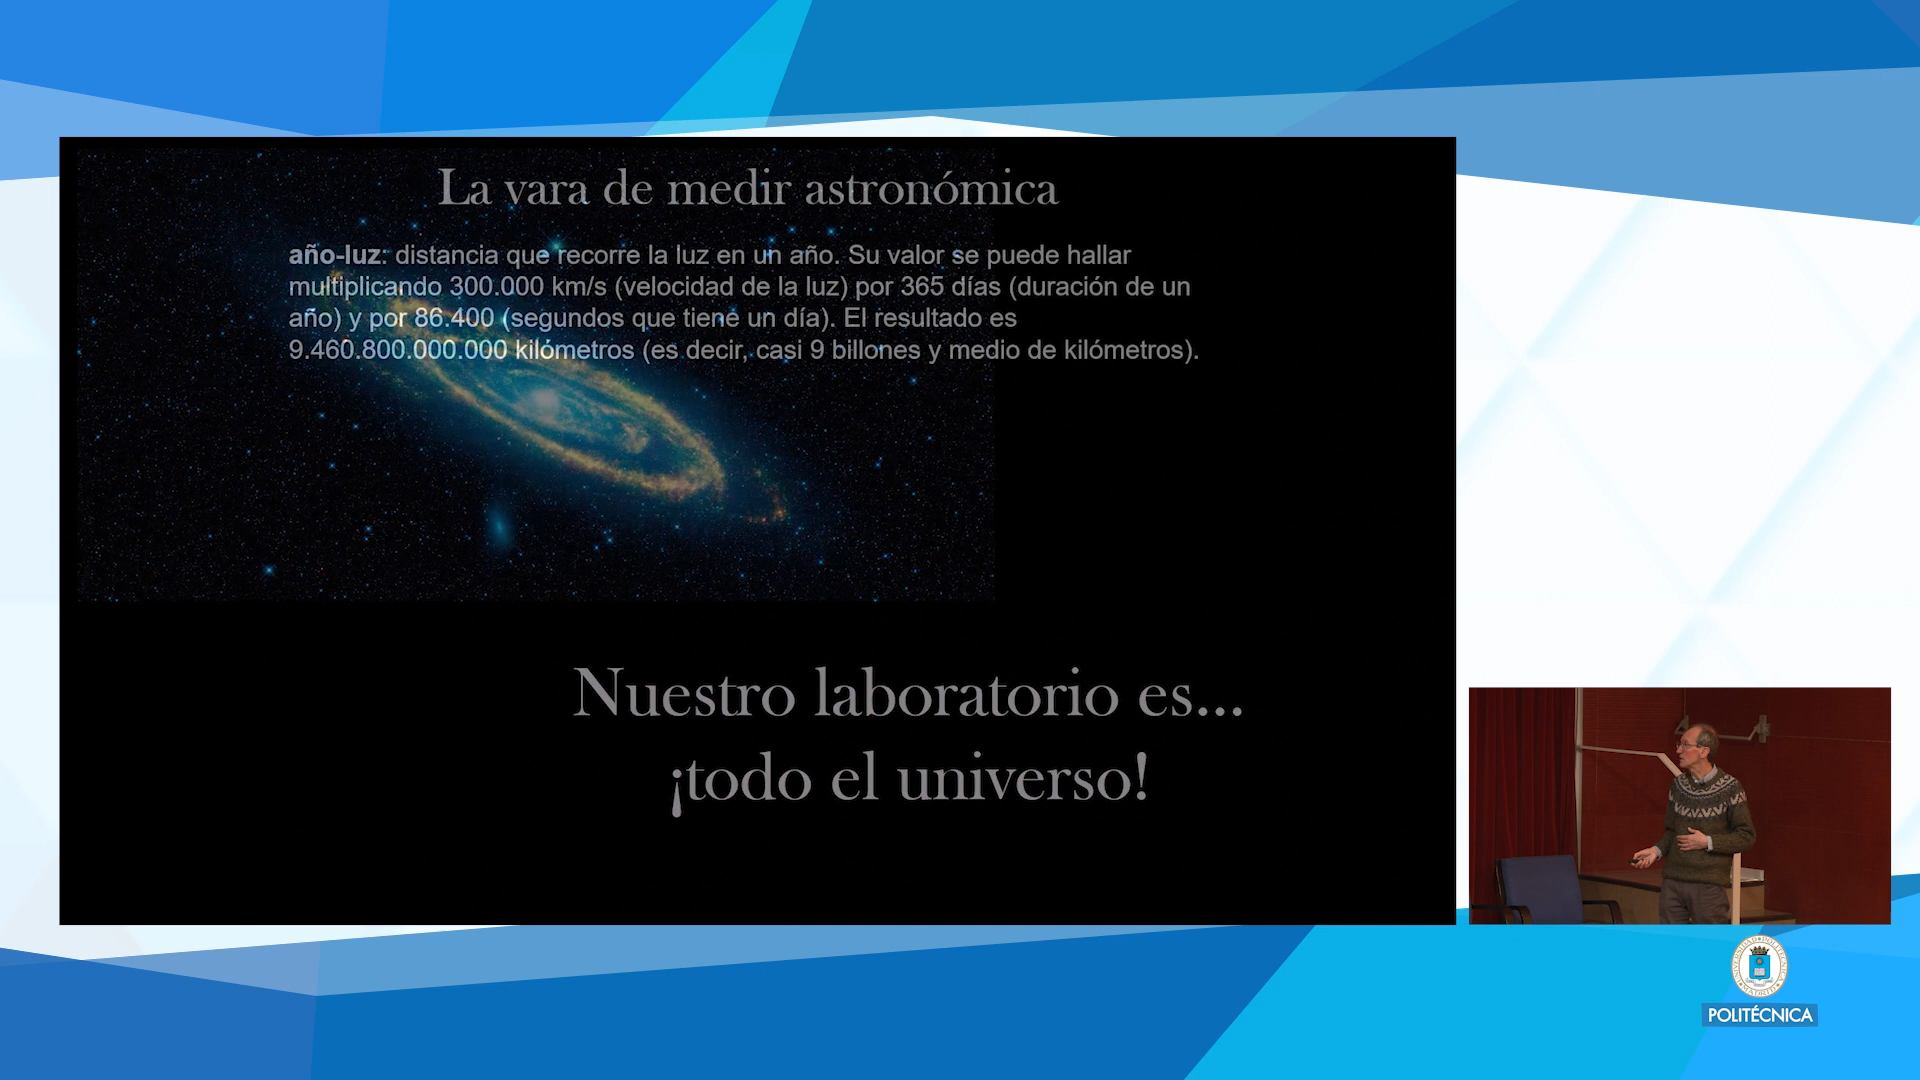 La vara de medir astronómica
año-luz: distancia que recorre la luz en un año. Su valor se puede hallar
multiplicando 300.000 km/s (velocidad de la luz) por 365 días (duración de un
año) y por 86.400 (segundos que tiene un día). El resultado es
9.460.800.000.000 kilómetros (es decir, casi 9 billones y medio de kilómetros).
Nuestro laboratorio es...
¡todo el universo!
POLITÉCNICA